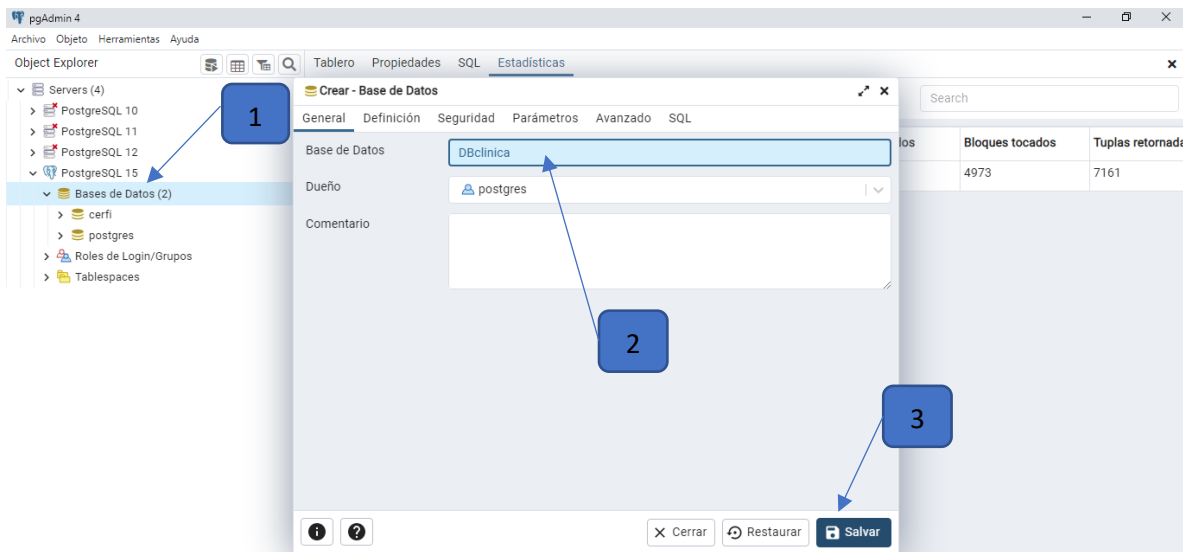 pgAdmin 4
Archivo Objeto Herramientas Ayuda
Object Explorer
Tablero Propiedades SQL Estadísticas
Servers (4)
PostgreSQL 10
PostgreSQL 11
PostgreSQL 12
PostgreSQL 15
Bases de Datos (2)
cerfi
postgres
Roles de Login/Grupos
Tablespaces
1
Crear - Base de Datos
General Definición Seguridad Parámetros Avanzado SQL
Base de Datos
DBclinica
Dueño
postgres
Comentario
2
3
Cerrar Restaurar Salvar
Search
los Bloques tocados Tuplas retornada
4973 7161